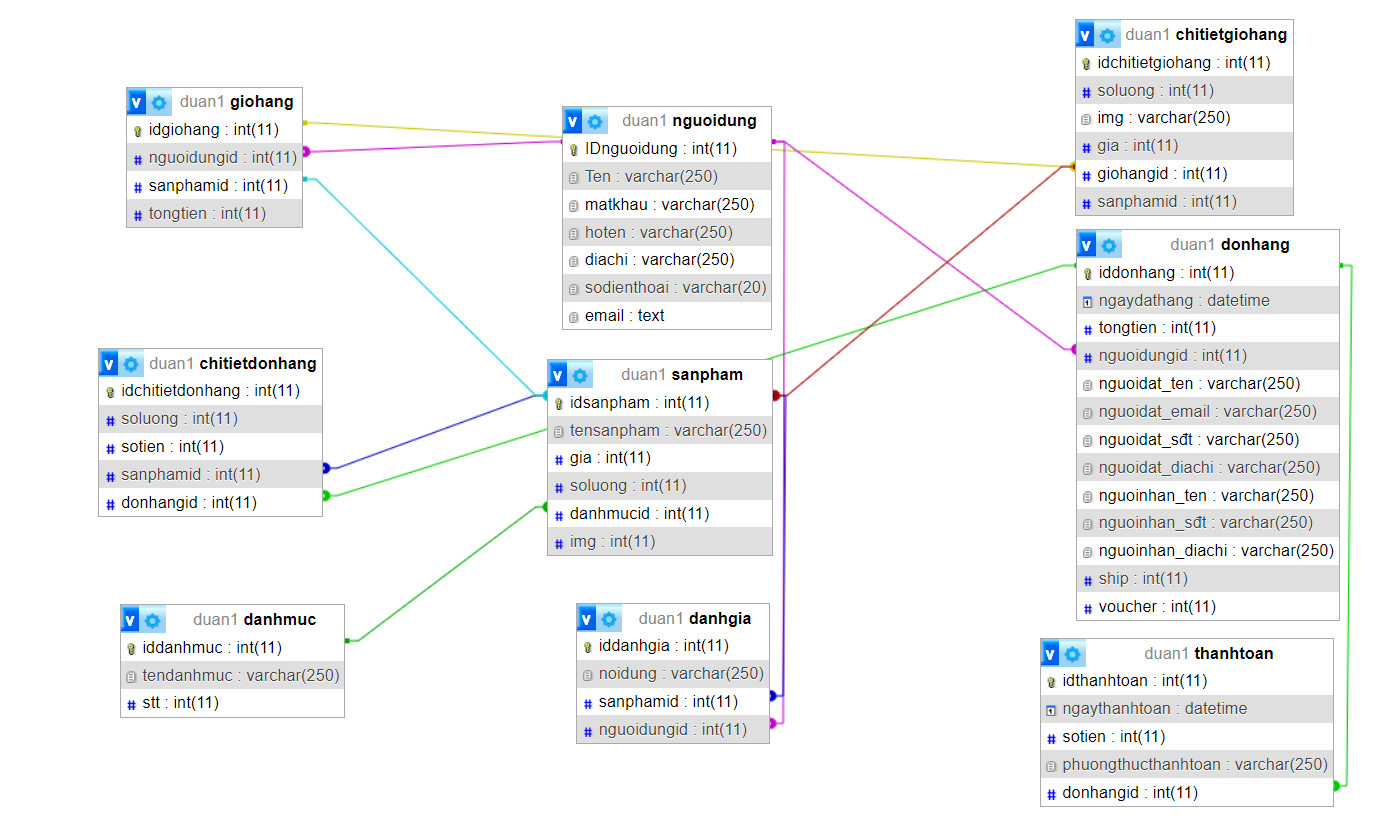 duan1 giohang
idgiohang : int(11)
nguoidungid : int(11)
sanphamid : int(11)
tongtien : int(11)
duan1 nguoidung
IDnguoidung : int(11)
Ten : varchar(250)
matkhau : varchar(250)
hoten : varchar(250)
diachi : varchar(250)
sodienthoai : varchar(20)
email : text
duan1 chitietgiohang
idchitietgiohang : int(11)
soluong : int(11)
img : varchar(250)
gia : int(11)
giohangid : int(11)
sanphamid : int(11)
duan1 donhang
iddonhang : int(11)
ngaydathang : datetime
tongtien : int(11)
nguoidungid : int(11)
nguoidat_ten : varchar(250)
nguoidat_email : varchar(250)
nguoidat_sđt : varchar(250)
nguoidat_diachi : varchar(250)
nguoinhan_ten : varchar(250)
nguoinhan_sđt : varchar(250)
nguoinhan_diachi : varchar(250)
ship : int(11)
voucher : int(11)
duan1 chitietdonhang
idchitietdonhang : int(11)
soluong : int(11)
sotien : int(11)
sanphamid : int(11)
donhangid : int(11)
duan1 sanpham
idsanpham : int(11)
tensanpham : varchar(250)
gia : int(11)
soluong : int(11)
danhmucid : int(11)
img : int(11)
duan1 danhmuc
iddanhmuc : int(11)
tendanhmuc : varchar(250)
stt : int(11)
duan1 danhgia
iddanhgia : int(11)
noidung : varchar(250)
sanphamid : int(11)
nguoidungid : int(11)
duan1 thanhtoan
idthanhtoan : int(11)
ngaythanhtoan : datetime
sotien : int(11)
phuongthucthanhtoan : varchar(250)
donhangid : int(11)